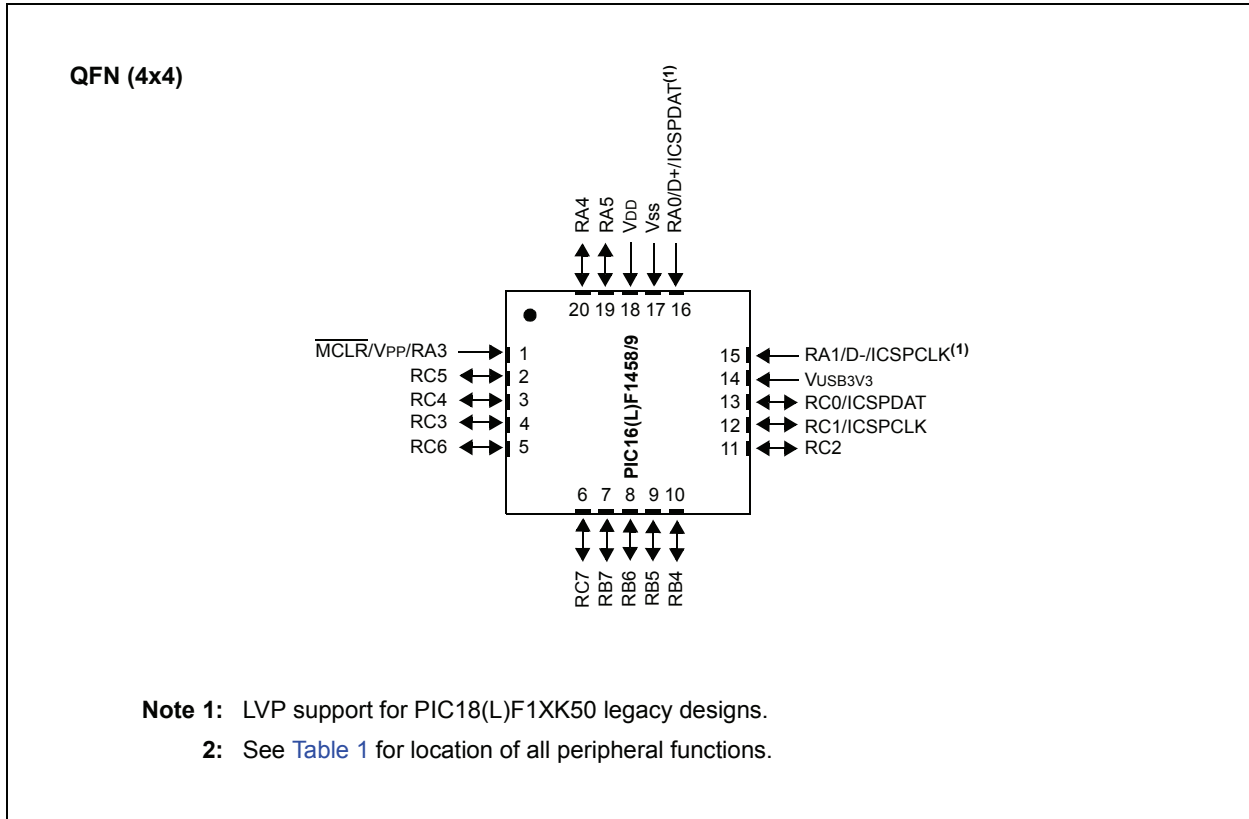 QFN (4x4)
RA4
RA5
VDD
Vss
RA0/D+/ICSPDAT(1)
20 19 18 17 16
MCLR/VPP/RA3
RC5
RC4
RC3
RC6
1
2
3
4
5
PIC16(L)F1458/9
15
14
13
12
11
RA1/D-/ICSPCLK(1)
VUSB3V3
RC0/ICSPDAT
RC1/ICSPCLK
RC2
6 7 8 9 10
RC7
RB7
RB6
RB5
RB4
Note 1: LVP support for PIC18(L)F1XK50 legacy designs.
2: See Table 1 for location of all peripheral functions.